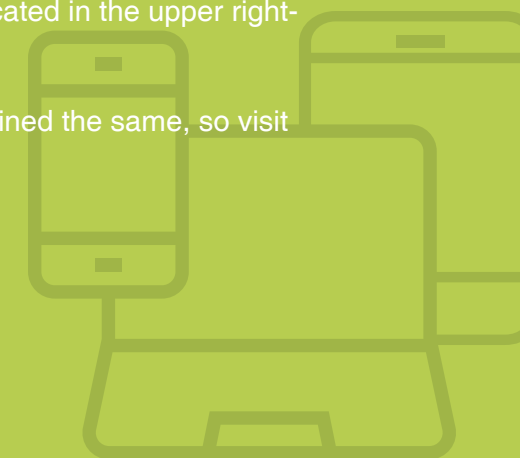 cated in the upper right-
ined the same, so visit